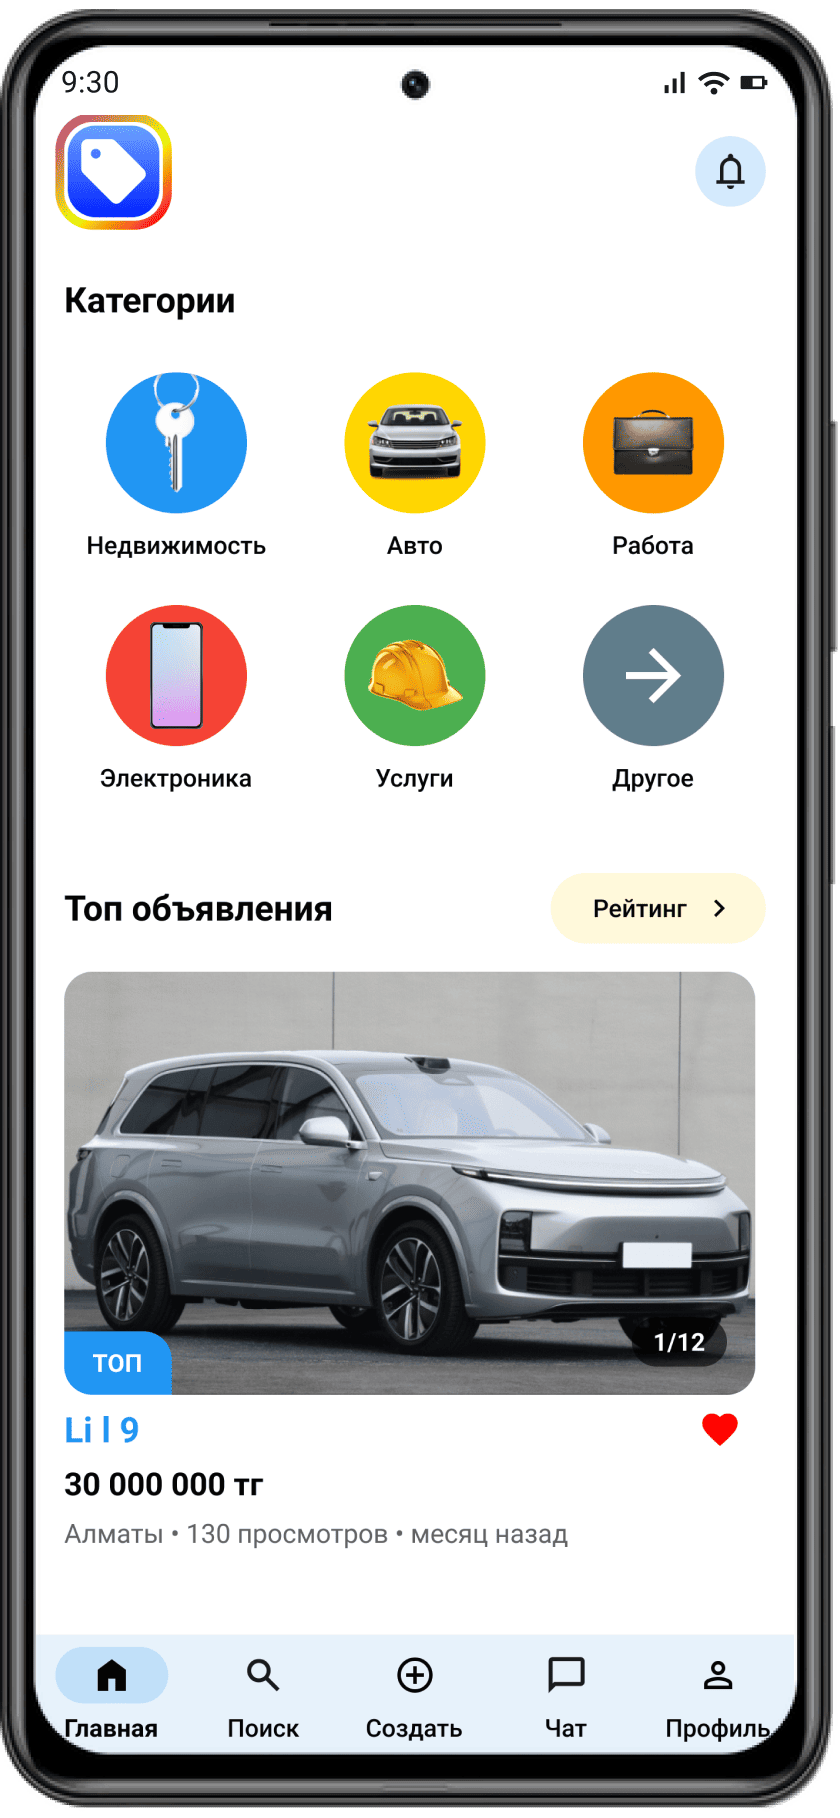 9:30
Категории
Недвижимость
Авто
Работа
Электроника
Услуги
Другое
Топ объявления
Рейтинг
1/12
ТОП
Li l 9
30 000 000 тг
Алматы • 130 просмотров • месяц назад
Главная
Поиск
Создать
Чат
Профиль